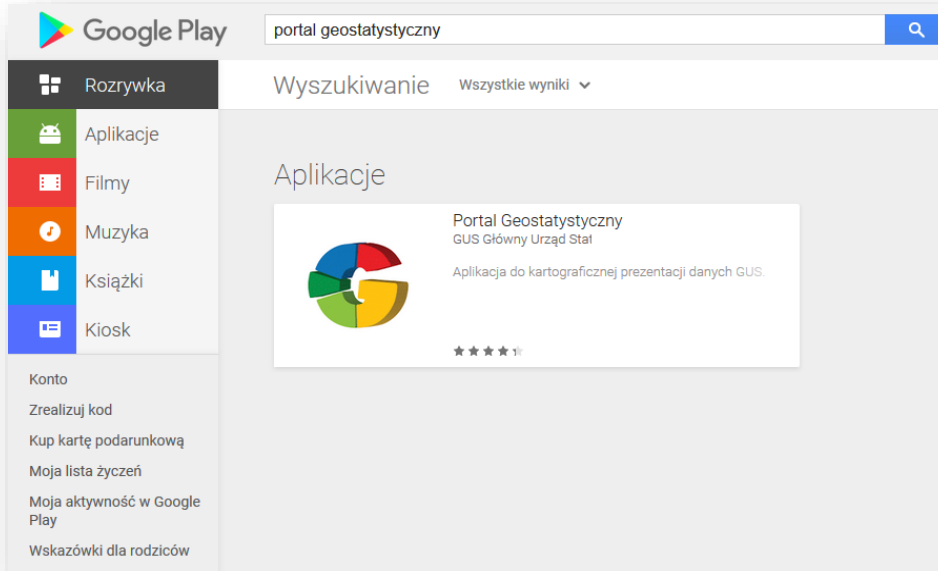 Google Play
portal geostatystyczny
Rozrywka
Wyszukiwanie
Wszystkie wyniki
Aplikacje
Filmy
Muzyka
Książki
Kiosk
Konto
Zrealizuj kod
Kup kartę podarunkową
Moja lista życzeń
Moja aktywność w Google
Play
Wskazówki dla rodziców
Aplikacje
Portal Geostatystyczny
GUS Główny Urząd Stat
Aplikacja do kartograficznej prezentacji danych GUS.